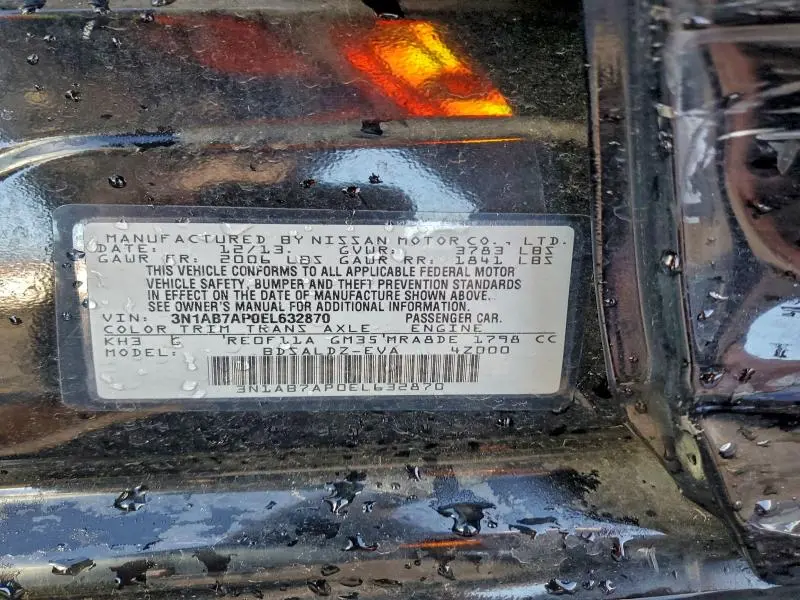 MANUFACTURED BY NISSAN MOTOR CO., LTD.
DATE: 12/13 GVWR: 3783 LBS
GAWR FR: 2006 LBS GAWR RR: 1841 LBS
THIS VEHICLE CONFORMS TO ALL APPLICABLE FEDERAL MOTOR
VEHICLE SAFETY, BUMPER AND THEFT PREVENTION STANDARDS
IN EFFECT ON THE DATE OF MANUFACTURE SHOWN ABOVE.
SEE OWNER'S MANUAL FOR ADDITIONAL INFORMATION.
VIN: 3N1AB7AP0EL632870 PASSENGER CAR.
COLOR TRIM TRANS AXLE ENGINE
KH3 E RE0F11A GM35 MRA8DE 1798 CC
MODEL: BDSALDZ-EVA 4Z000
3N1AB7AP0EL632870